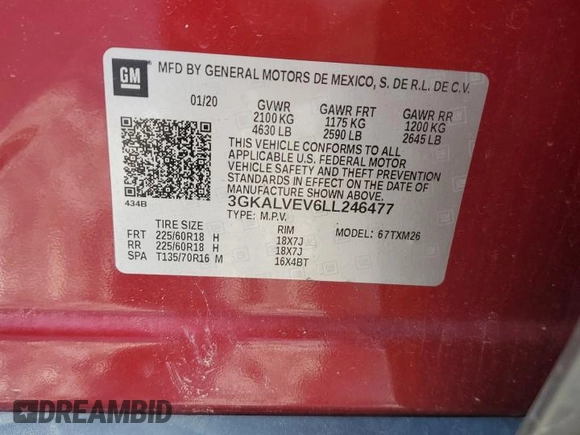 GM
MFD BY GENERAL MOTORS DE MEXICO, S. DE R.L. DE C.V.
01/20 GVWR GAWR FRT GAWR RR
2100 KG 1175 KG 1200 KG
4630 LB 2590 LB 2645 LB
THIS VEHICLE CONFORMS TO ALL
APPLICABLE U.S. FEDERAL MOTOR
VEHICLE SAFETY AND THEFT PREVENTION
STANDARDS IN EFFECT ON THE DATE OF
MANUFACTURE SHOWN ABOVE.
434B
3GKALVEV6LL246477
TYPE: M.P.V.
TIRE SIZE RIM MODEL: 67TXM26
FRT 225/60R18 H 18X7J
RR 225/60R18 H 18X7J
SPA T135/70R16 M 16X4BT
DREAMBID